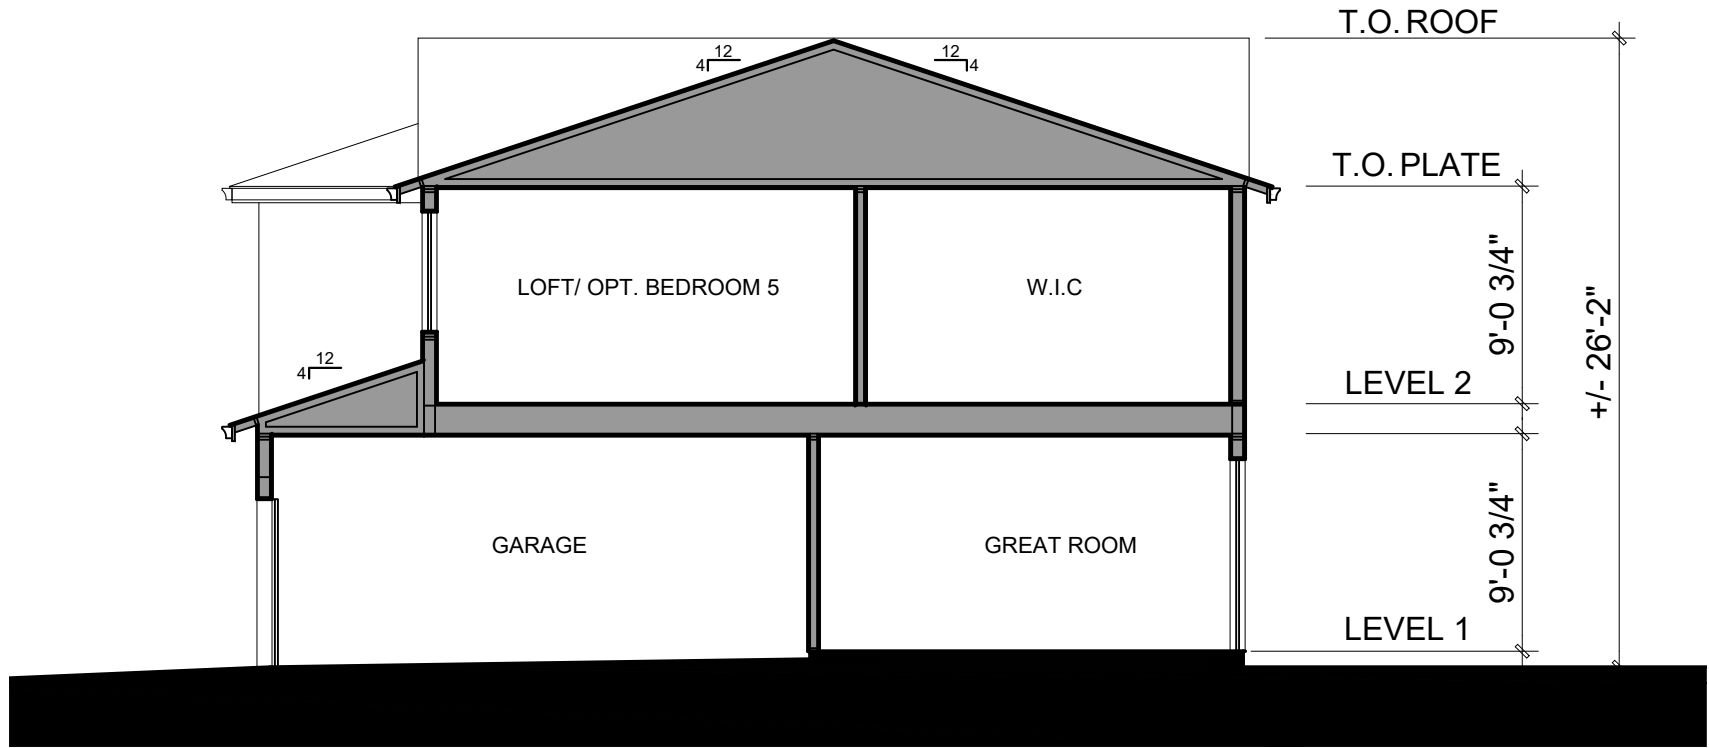 T.O. ROOF
12
4
12
4
T.O. PLATE
LOFT/ OPT. BEDROOM 5
W.I.C
9'-0 3/4"
+/- 26'-2"
12
4
LEVEL 2
GARAGE
GREAT ROOM
9'-0 3/4"
LEVEL 1